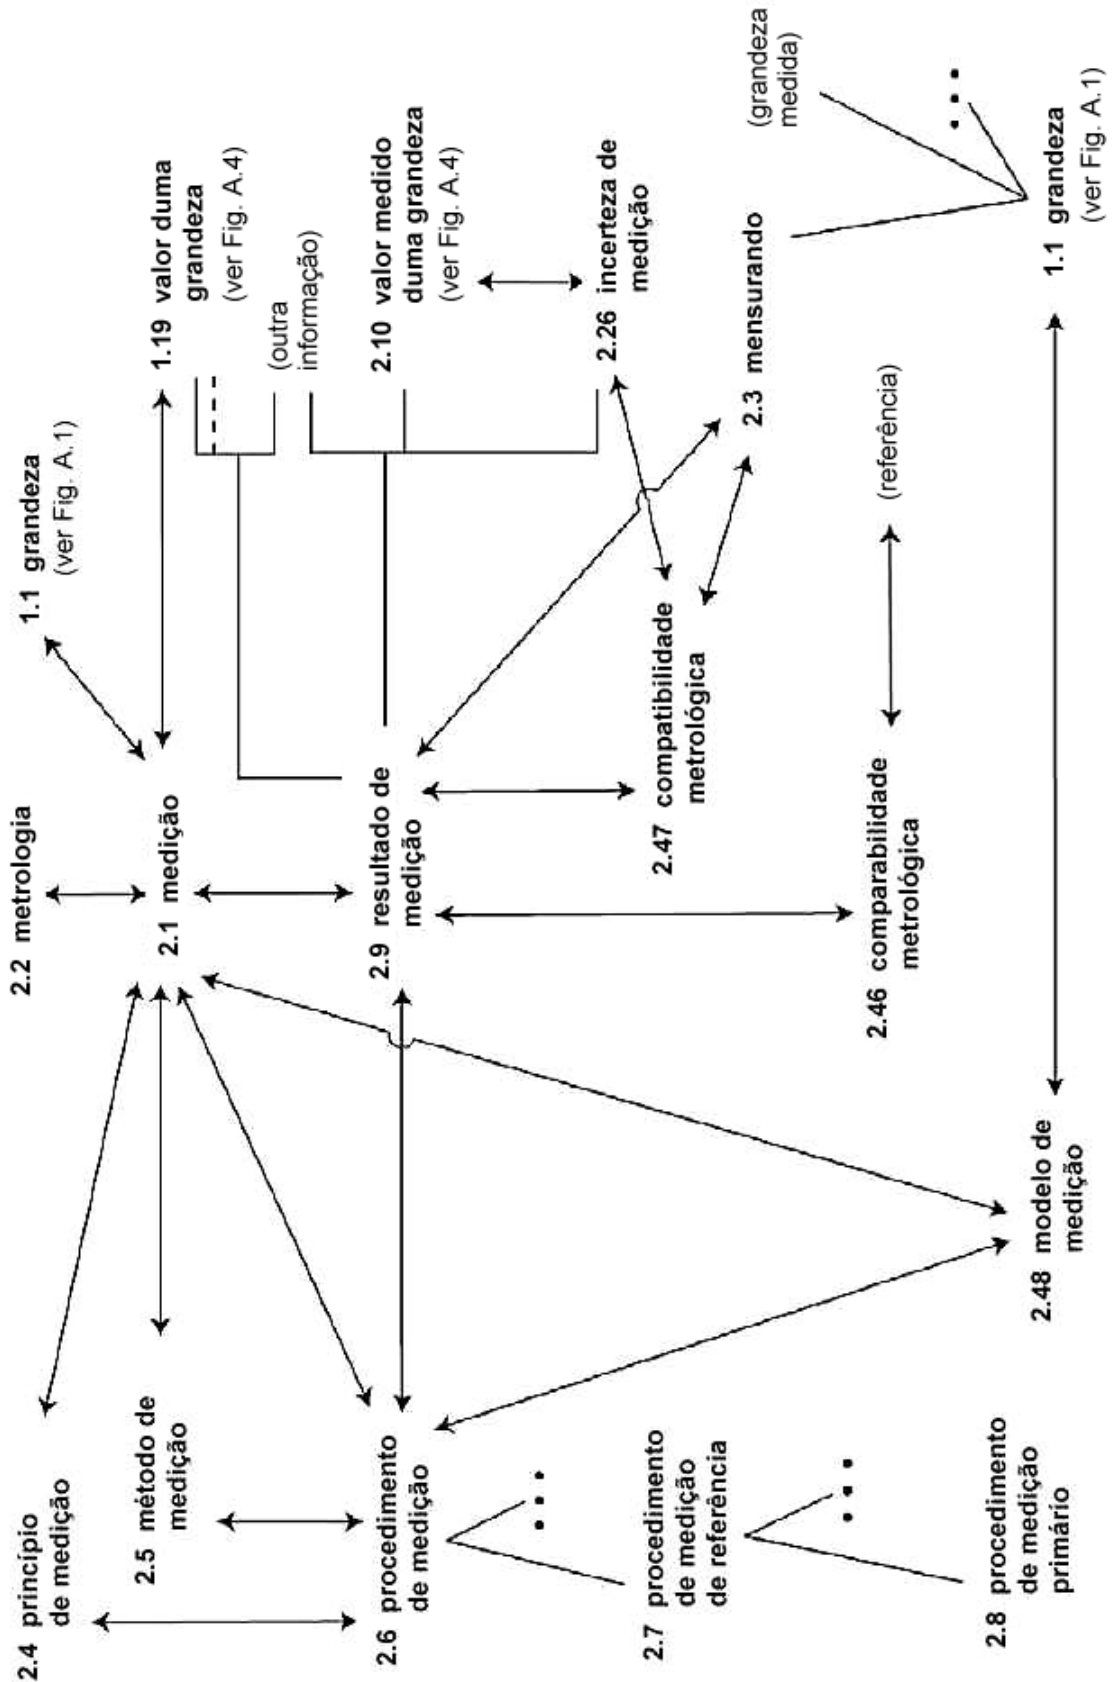 2.4 princípio
de medição
2.2 metrologia
1.1 grandeza
(ver Fig. A.1)
2.5 método de
medição
2.1 medição
1.19 valor duma
grandeza
(ver Fig. A.4)
(outra
informação)
2.6 procedimento
de medição
2.9 resultado de
medição
2.10 valor medido
duma grandeza
(ver Fig. A.4)
2.26 incerteza de
medição
2.7 procedimento
de medição
de referência
2.47 compatibilidade
metrológica
2.3 mensurando
(grandeza
medida)
2.46 comparabilidade
metrológica
(referência)
2.8 procedimento
de medição
primário
2.48 modelo de
medição
1.1 grandeza
(ver Fig. A.1)